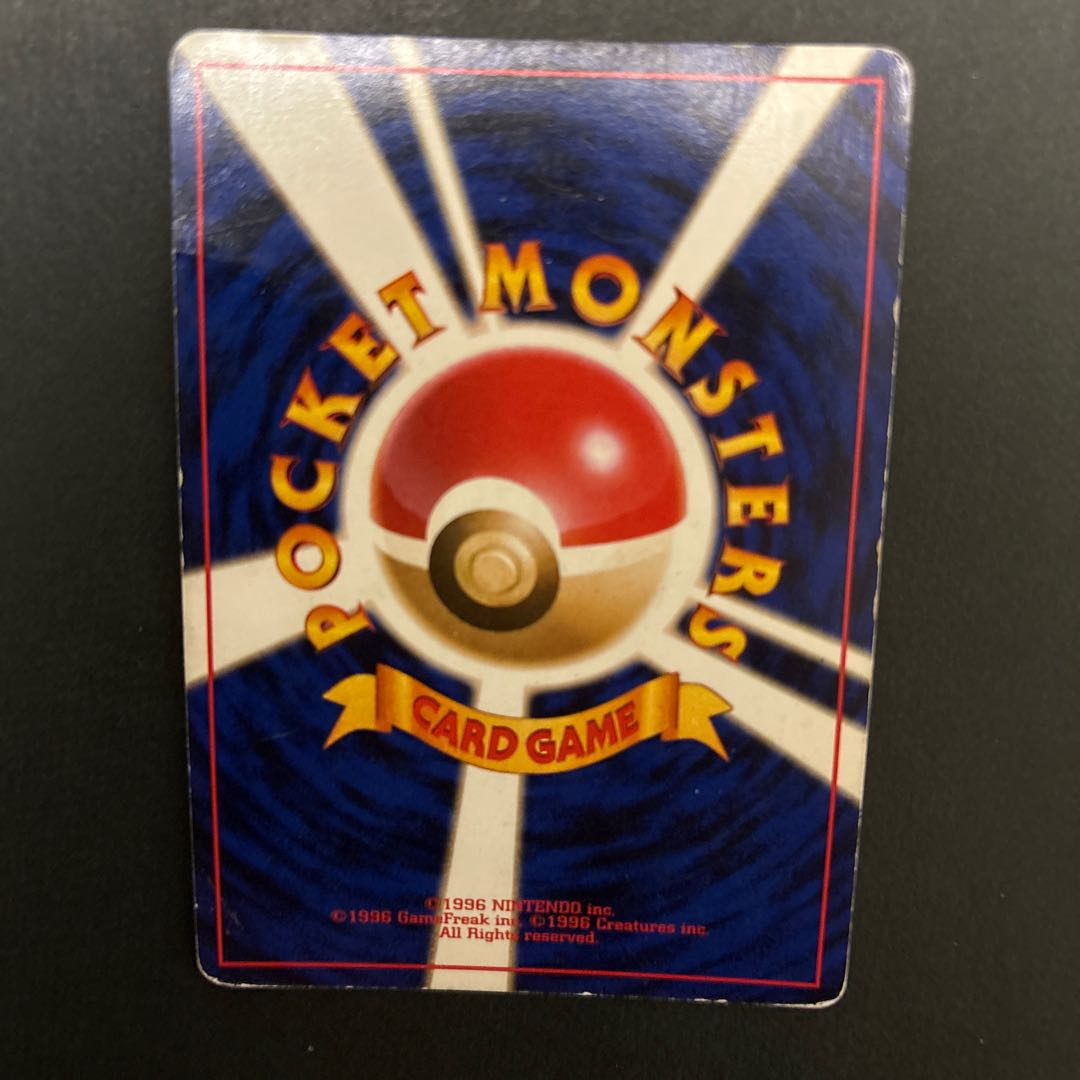 POCKET MONSTERS
CARD GAME
©1996 NINTENDO inc.
©1996 GameFreak inc. ©1996 Creatures inc.
All Rights reserved.